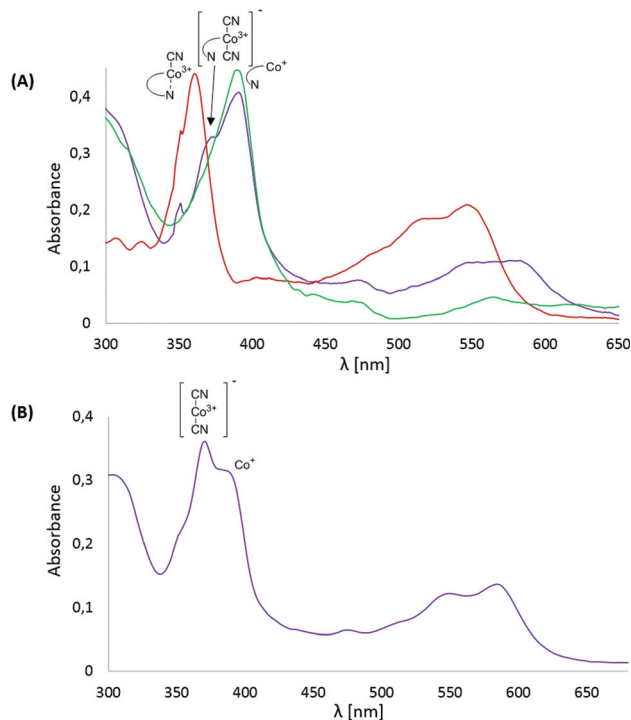 (A)
CN
Co3+
N
CN
Co3+
CN
N
-
Co+
N
Absorbance
0,4
0,3
0,2
0,1
0
300 350 400 450 500 550 600 650
λ [nm]
(B)
CN
Co3+
CN
-
Co+
Absorbance
0,4
0,3
0,2
0,1
0
300 350 400 450 500 550 600 650
λ [nm]